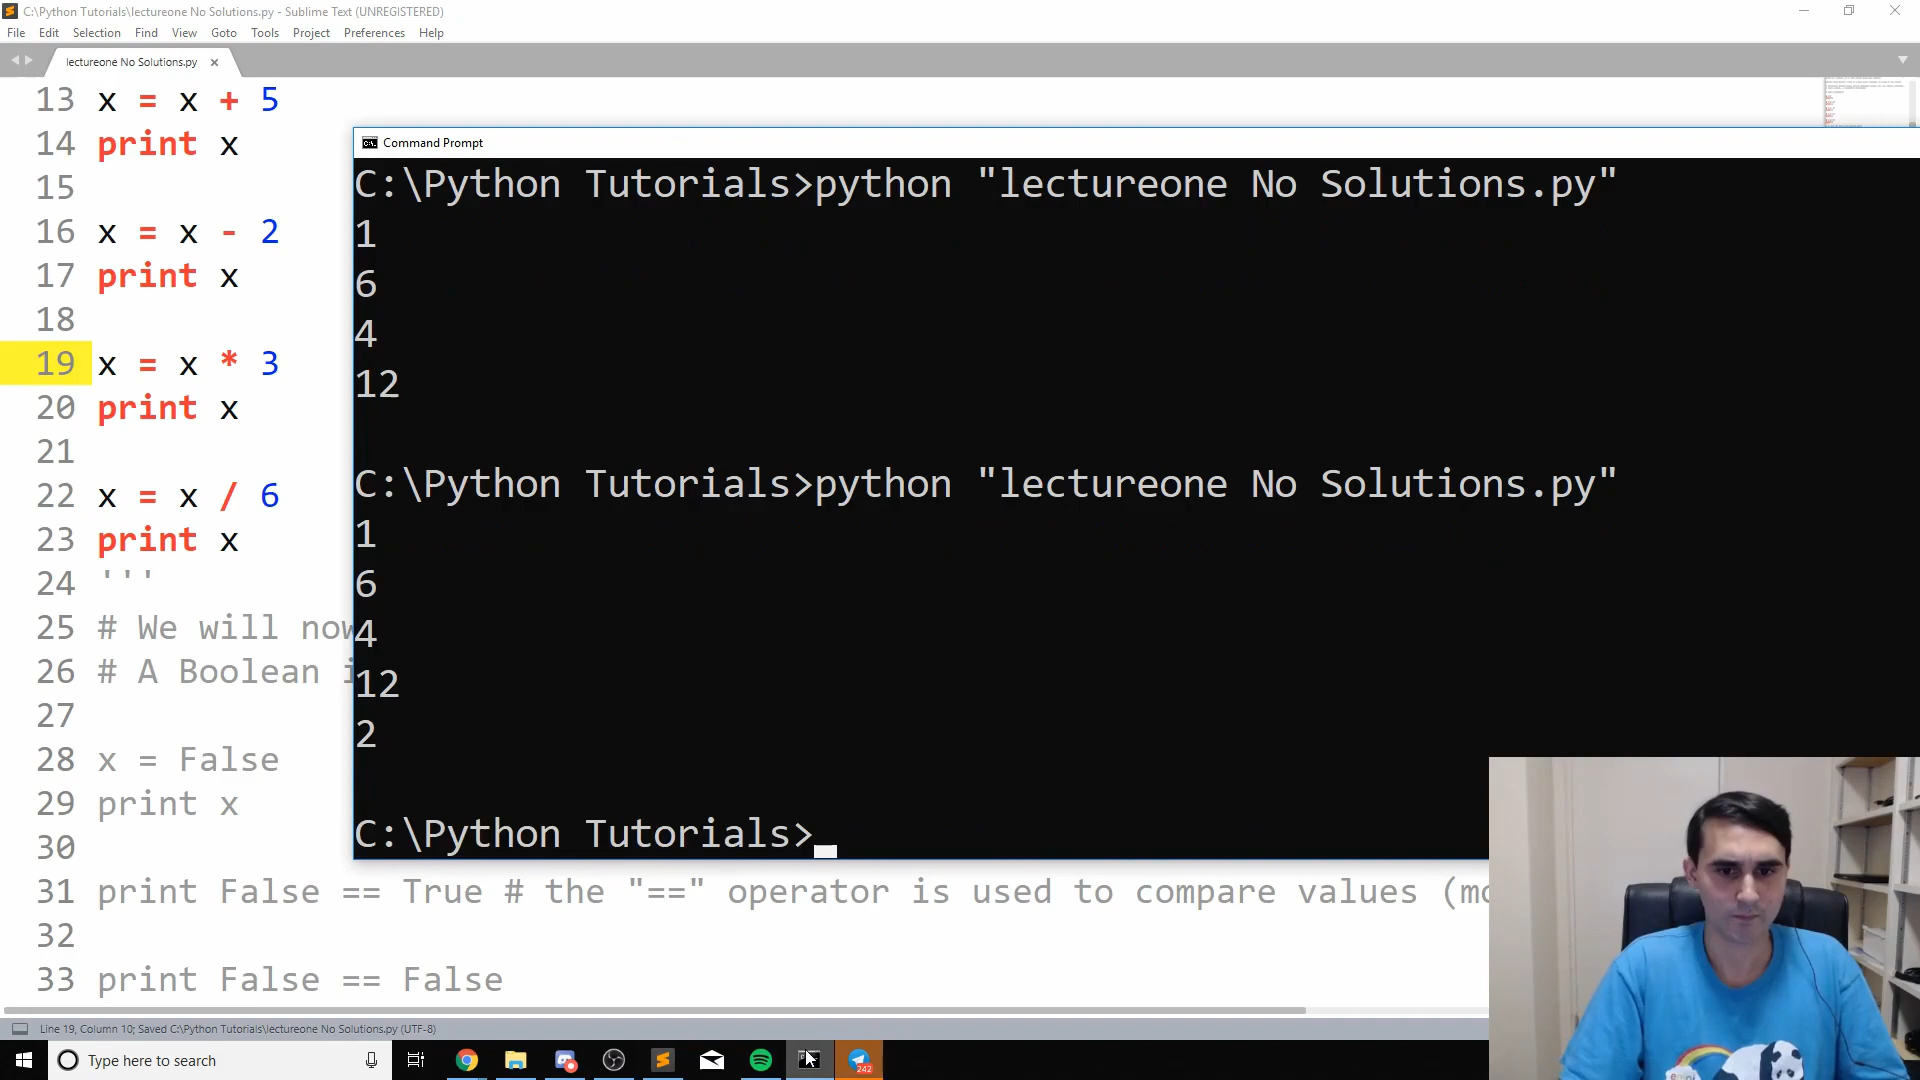 C:\Python Tutorials\lectureone No Solutions.py - Sublime Text (UNREGISTERED)
File Edit Selection Find View Goto Tools Project Preferences Help
lectureone No Solutions.py
13 x = x + 5
14 print x
15
16 x = x - 2
17 print x
18
19 x = x * 3
20 print x
21
22 x = x / 6
23 print x
24 '''
25 # We will now
26 # A Boolean i
27
28 x = False
29 print x
30
31 print False == True # the "==" operator is used to compare values (mo
32
33 print False == False
Command Prompt
C:\Python Tutorials>python "lectureone No Solutions.py"
1
6
4
12
C:\Python Tutorials>python "lectureone No Solutions.py"
1
6
4
12
2
C:\Python Tutorials>
Line 19, Column 10; Saved C:\Python Tutorials\lectureone No Solutions.py (UTF-8)
Type here to search
242